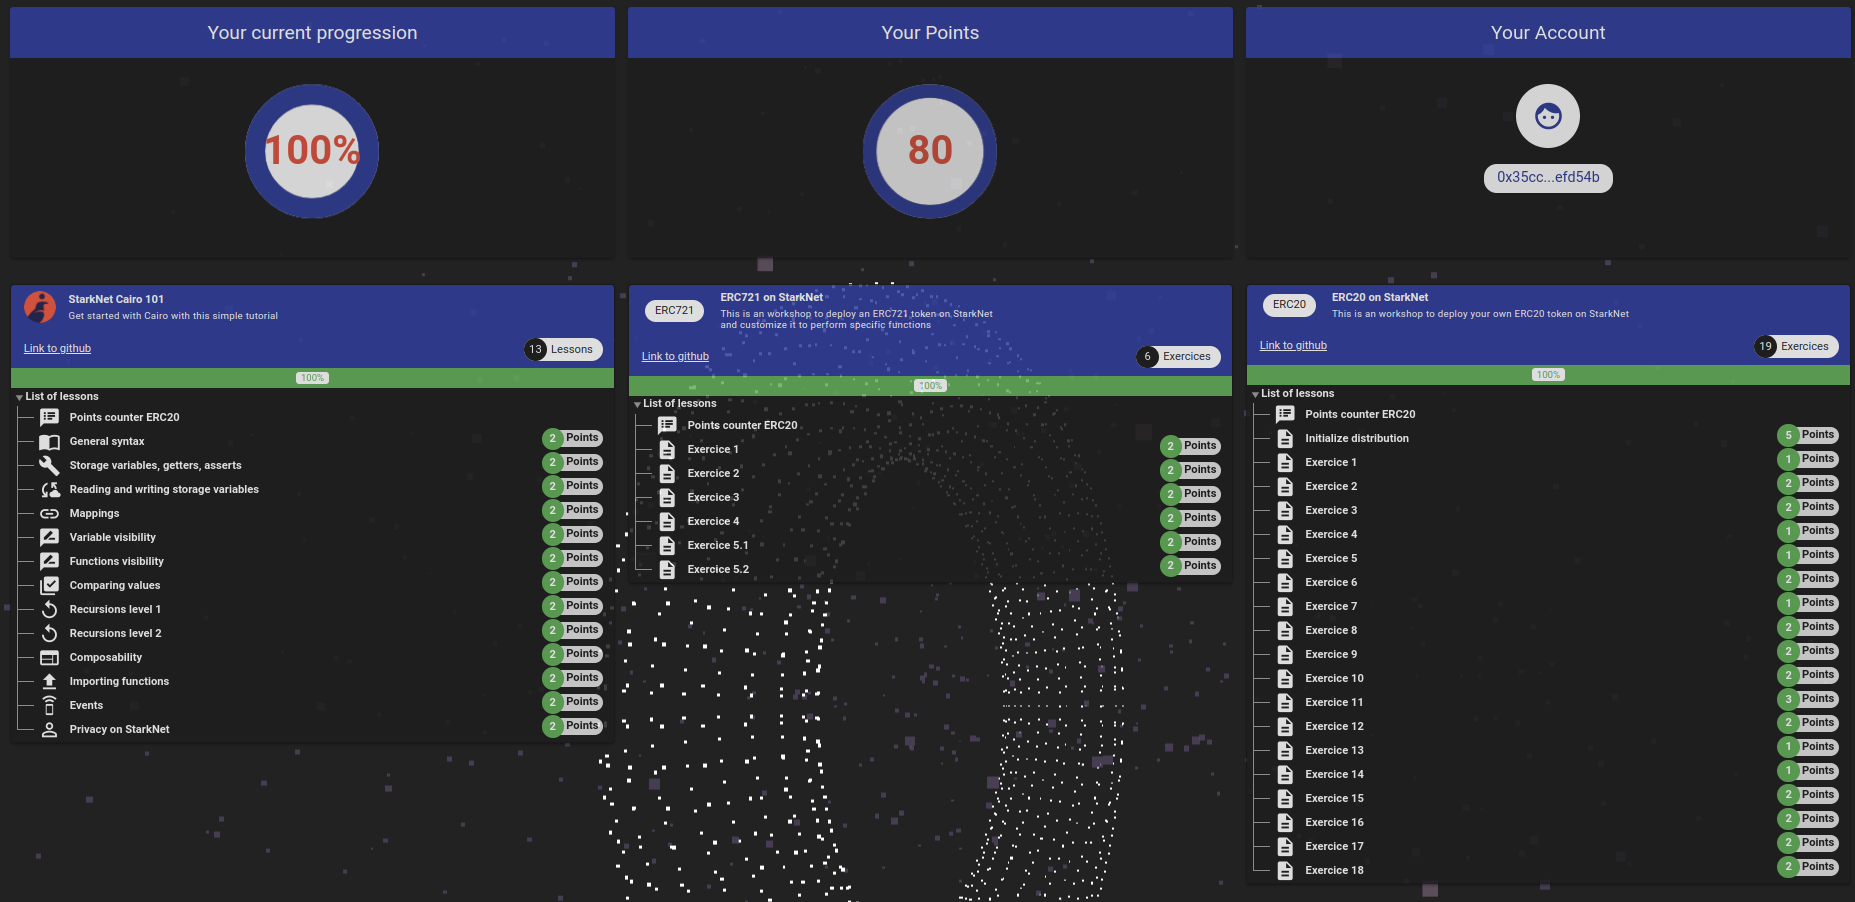 Your current progression
100%
Your Points
80
Your Account
0x35cc...efd54b
StarkNet Cairo 101
Get started with Cairo with this simple tutorial
Link to github
13 Lessons
100%
List of lessons
Points counter ERC20
General syntax 2 Points
Storage variables, getters, asserts 2 Points
Reading and writing storage variables 2 Points
Mappings 2 Points
Variable visibility 2 Points
Functions visibility 2 Points
Comparing values 2 Points
Recursions level 1 2 Points
Recursions level 2 2 Points
Composability 2 Points
Importing functions 2 Points
Events 2 Points
Privacy on StarkNet 2 Points
ERC721
ERC721 on StarkNet
This is an workshop to deploy an ERC721 token on StarkNet
and customize it to perform specific functions
Link to github
6 Exercices
100%
List of lessons
Points counter ERC20
Exercice 1 2 Points
Exercice 2 2 Points
Exercice 3 2 Points
Exercice 4 2 Points
Exercice 5.1 2 Points
Exercice 5.2 2 Points
ERC20
ERC20 on StarkNet
This is an workshop to deploy your own ERC20 token on StarkNet
Link to github
19 Exercices
100%
List of lessons
Points counter ERC20
Initialize distribution 5 Points
Exercice 1 1 Points
Exercice 2 2 Points
Exercice 3 2 Points
Exercice 4 1 Points
Exercice 5 1 Points
Exercice 6 2 Points
Exercice 7 1 Points
Exercice 8 2 Points
Exercice 9 2 Points
Exercice 10 2 Points
Exercice 11 3 Points
Exercice 12 2 Points
Exercice 13 1 Points
Exercice 14 1 Points
Exercice 15 2 Points
Exercice 16 2 Points
Exercice 17 2 Points
Exercice 18 2 Points